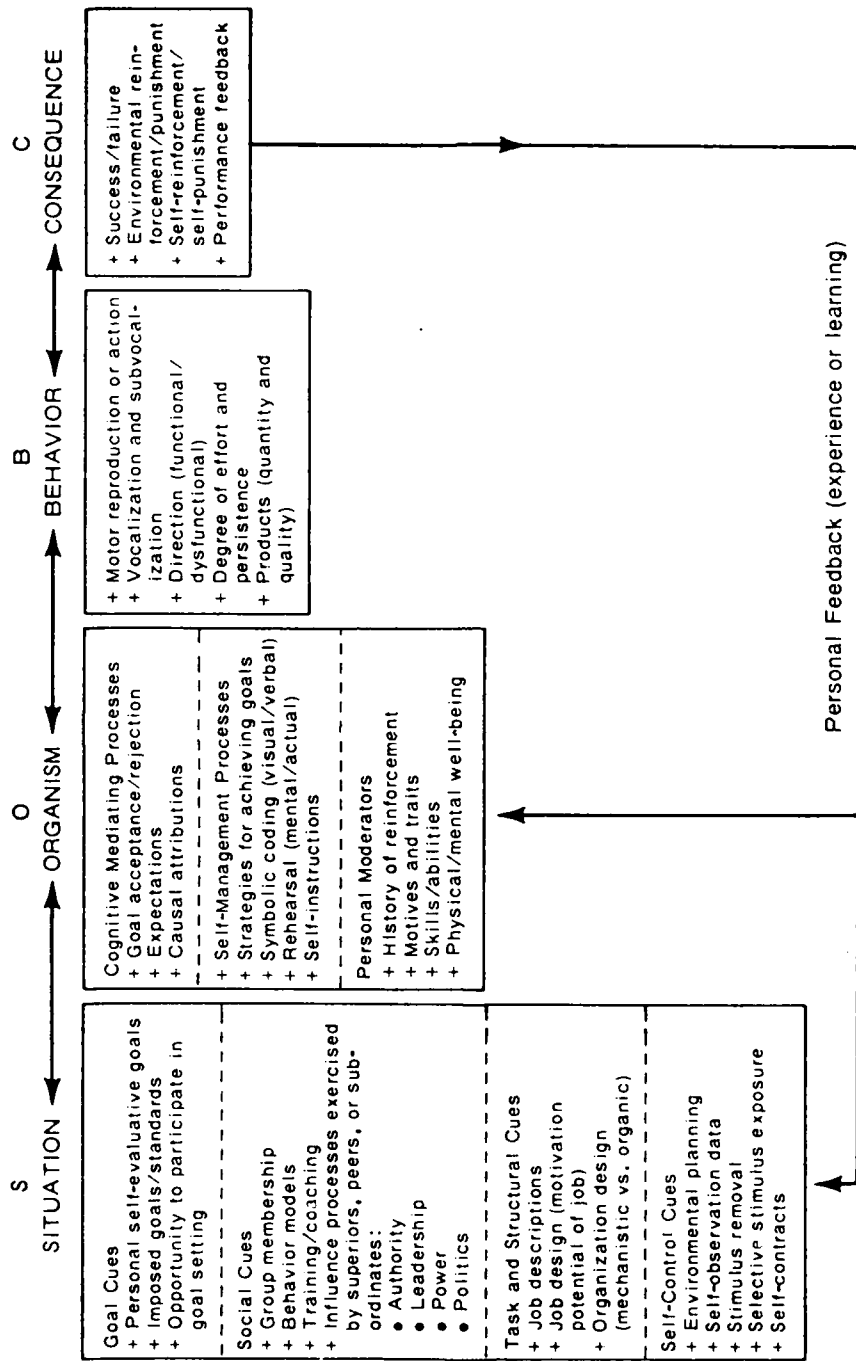 S
SITUATION
O
ORGANISM
B
BEHAVIOR
C
CONSEQUENCE
Goal Cues
+ Personal self-evaluative goals
+ Imposed goals/standards
+ Opportunity to participate in
goal setting
Social Cues
+ Group membership
+ Behavior models
+ Training/coaching
+ Influence processes exercised
by superiors, peers, or sub-
ordinates:
● Authority
● Leadership
● Power
● Politics
Task and Structural Cues
+ Job descriptions
+ Job design (motivation
potential of job)
+ Organization design
(mechanistic vs. organic)
Self-Control Cues
+ Environmental planning
+ Self-observation data
+ Stimulus removal
+ Selective stimulus exposure
+ Self-contracts
Cognitive Mediating Processes
+ Goal acceptance/rejection
+ Expectations
+ Causal attributions
+ Self-Management Processes
+ Strategies for achieving goals
+ Symbolic coding (visual/verbal)
+ Rehearsal (mental/actual)
+ Self-instructions
Personal Moderators
+ History of reinforcement
+ Motives and traits
+ Skills/abilities
+ Physical/mental well-being
+ Motor reproduction or action
+ Vocalization and subvocal-
ization
+ Direction (functional/
dysfunctional)
+ Degree of effort and
persistence
+ Products (quantity and
quality)
+ Success/failure
+ Environmental rein-
forcement/punishment
+ Self-reinforcement/
self-punishment
+ Performance feedback
Personal Feedback (experience or learning)